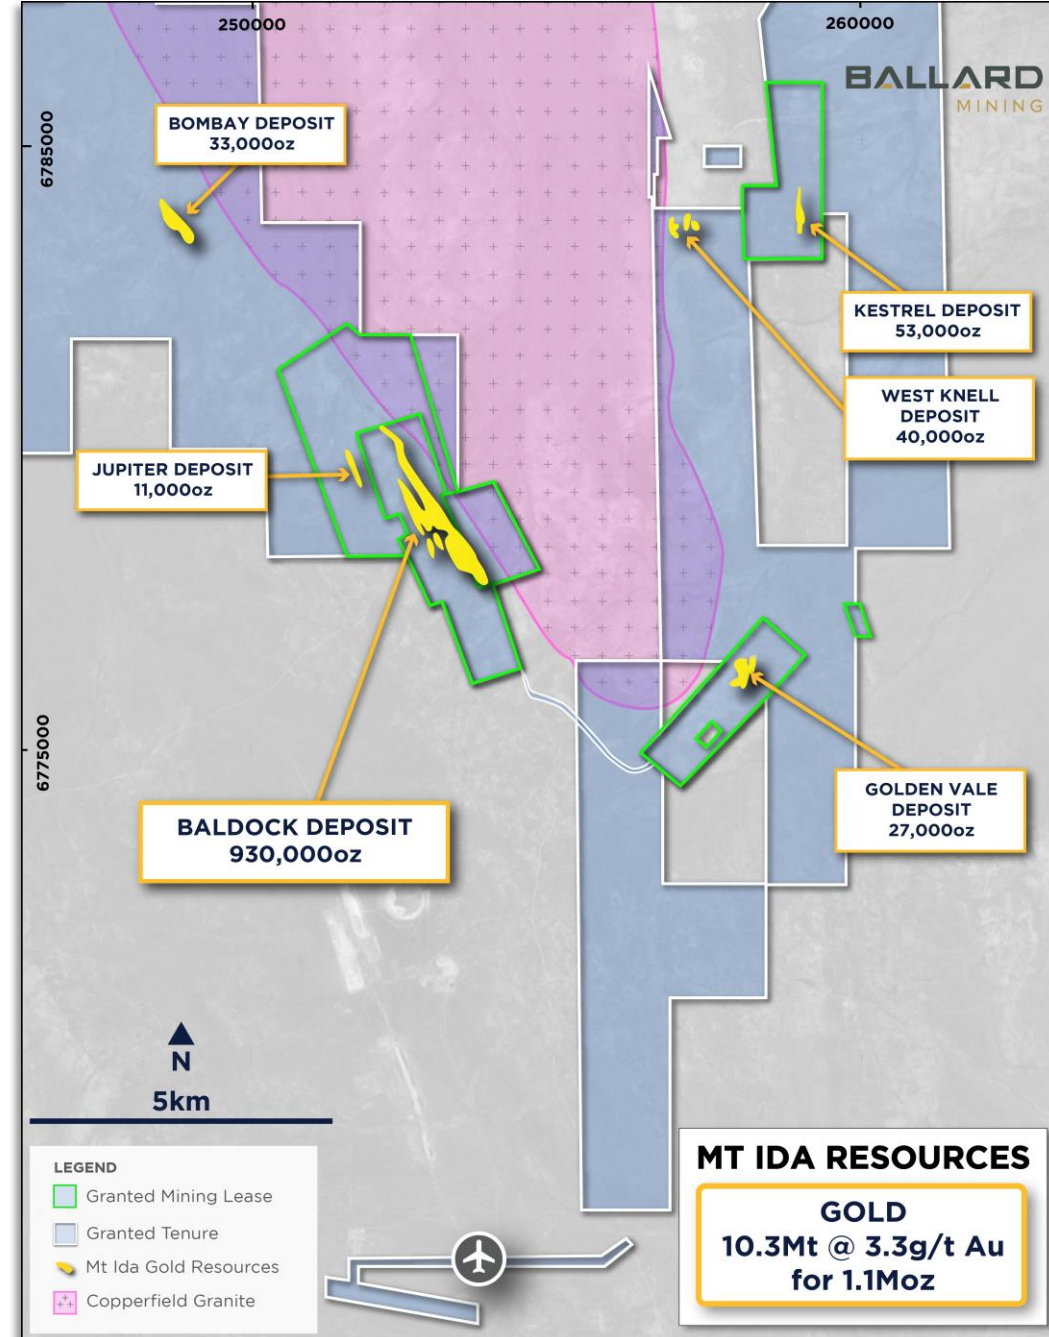 250000
260000
BALLARD
MINING
6785000
BOMBAY DEPOSIT
33,000oz
KESTREL DEPOSIT
53,000oz
WEST KNELL
DEPOSIT
40,000oz
JUPITER DEPOSIT
11,000oz
6775000
GOLDEN VALE
DEPOSIT
27,000oz
BALDOCK DEPOSIT
930,000oz
N
5km
LEGEND
Granted Mining Lease
Granted Tenure
Mt Ida Gold Resources
Copperfield Granite
MT IDA RESOURCES
GOLD
10.3Mt @ 3.3g/t Au
for 1.1Moz